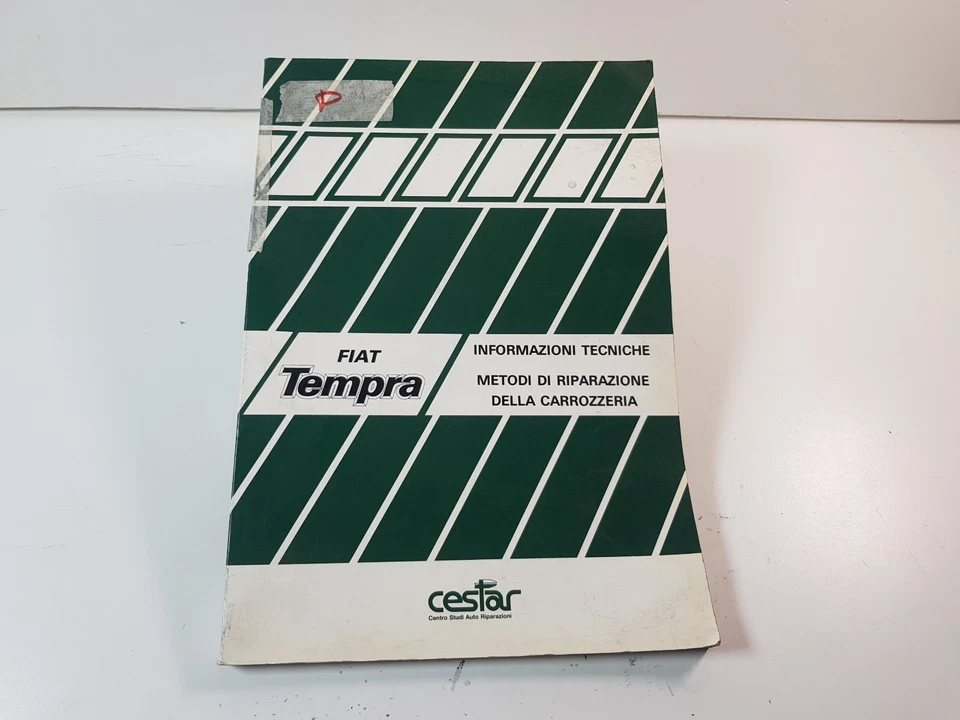 P
FIAT
Tempra
INFORMAZIONI TECNICHE
METODI DI RIPARAZIONE
DELLA CARROZZERIA
cestar
Centro Studi Auto Riparazioni